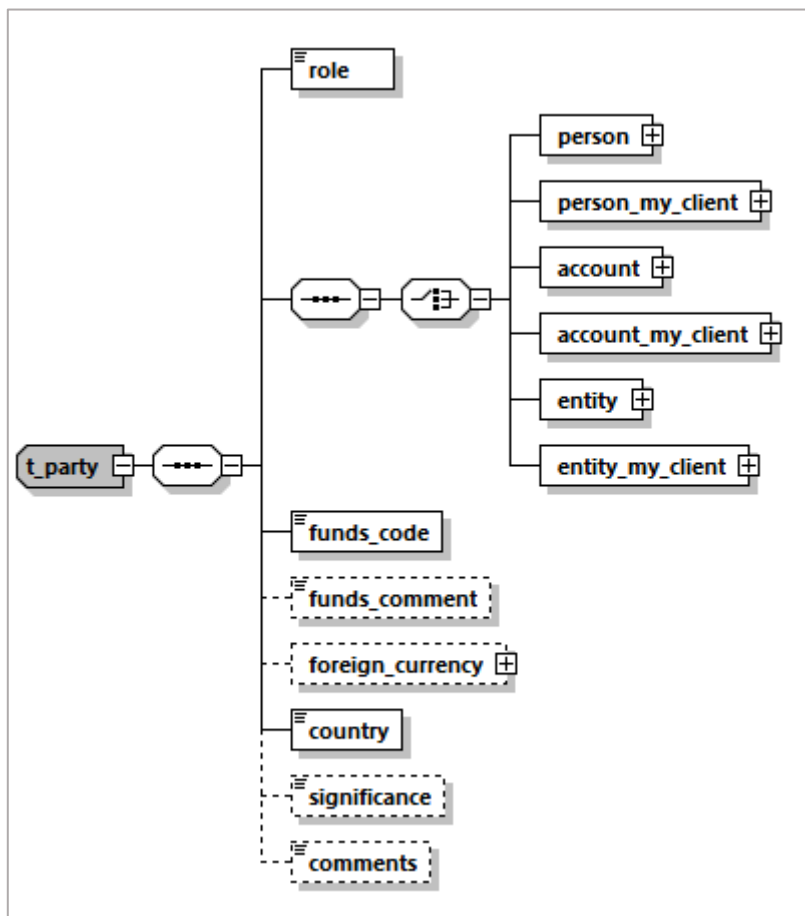 role
person
person_my_client
account
account_my_client
entity
t_party
entity_my_client
funds_code
funds_comment
foreign_currency
country
significance
comments